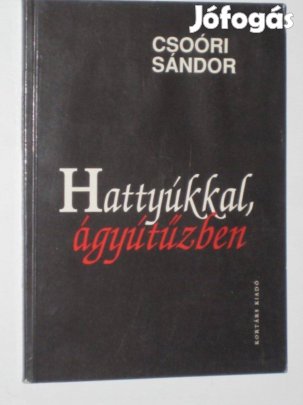 Jófogás
CSOÓRI
SÁNDOR
Hattyúkkal,
ágyútűzben
KORTÁRS KIADÓ